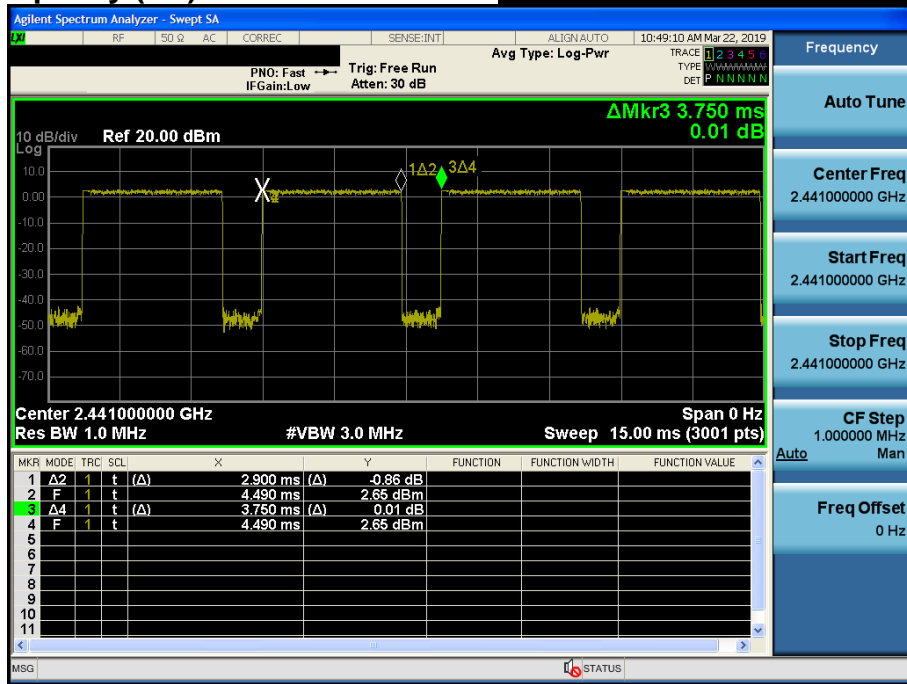 Agilent Spectrum Analyzer - Swept SA
LXI RF 50 Ω AC CORREC SENSE:INT ALIGN AUTO 10:49:10 AM Mar 22, 2019
Avg Type: Log-Pwr TRACE 1 2 3 4 5 6
PNO: Fast Trig: Free Run TYPE WWWWWW
IFGain:Low Atten: 30 dB DET P N N N N N
ΔMkr3 3.750 ms
0.01 dB
10 dB/div Ref 20.00 dBm
Log
10.0
0.00
-10.0
-20.0
-30.0
-40.0
-50.0
-60.0
-70.0
X4 1Δ2 3Δ4
Center 2.441000000 GHz Span 0 Hz
Res BW 1.0 MHz #VBW 3.0 MHz Sweep 15.00 ms (3001 pts)
MKR MODE TRC SCL X Y FUNCTION FUNCTION WIDTH FUNCTION VALUE
1 Δ2 1 t (Δ) 2.900 ms (Δ) -0.86 dB
2 F 1 t 4.490 ms 2.65 dBm
3 Δ4 1 t (Δ) 3.750 ms (Δ) 0.01 dB
4 F 1 t 4.490 ms 2.65 dBm
5
6
7
8
9
10
11
MSG STATUS
Frequency
Auto Tune
Center Freq
2.441000000 GHz
Start Freq
2.441000000 GHz
Stop Freq
2.441000000 GHz
CF Step
1.000000 MHz
Auto Man
Freq Offset
0 Hz